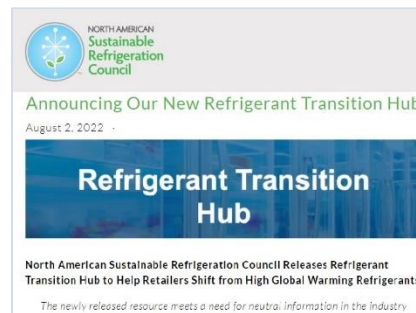 NORTH AMERICAN
Sustainable
Refrigeration
Council
Announcing Our New Refrigerant Transition Hub
August 2, 2022 -
Refrigerant Transition
Hub
North American Sustainable Refrigeration Council Releases Refrigerant
Transition Hub to Help Retailers Shift from High Global Warming Refrigerants
The newly released resource meets a need for neutral information in the industry